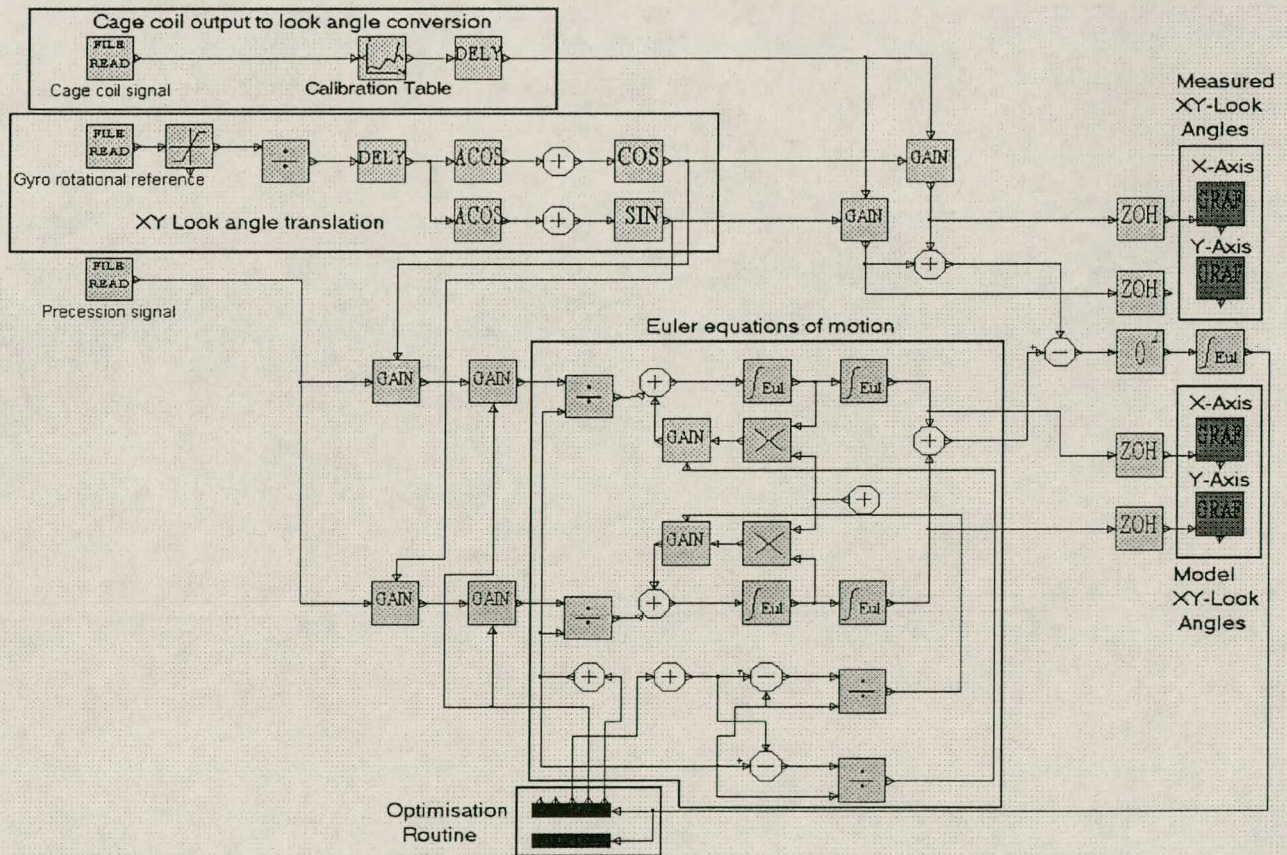 Cage coil output to look angle conversion
FILE READ
DELY
Cage coil signal
Calibration Table
Measured XY-Look Angles
FILE READ
DELY
ACOS
COS
GAIN
X-Axis
Gyro rotational reference
ACOS
SIN
GAIN
ZOH
GRAF
XY Look angle translation
Y-Axis
FILE READ
ZOH
GRAF
Precession signal
Euler equations of motion
+
-
()²
∫Eul
GAIN
GAIN
∫Eul
∫Eul
X-Axis
GAIN
ZOH
GRAF
Y-Axis
GAIN
ZOH
GRAF
GAIN
GAIN
∫Eul
∫Eul
Model XY-Look Angles
Optimisation Routine